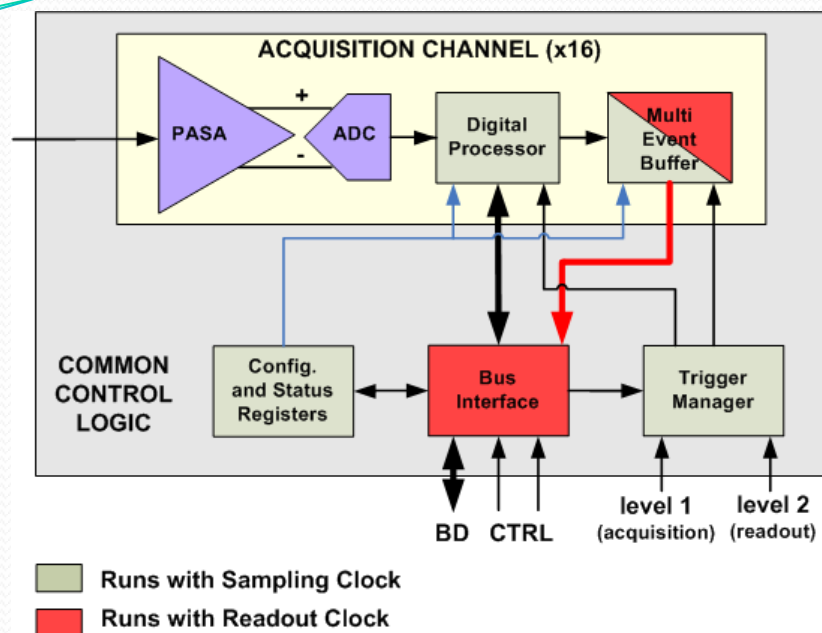 ACQUISITION CHANNEL (x16)
PASA
+
-
ADC
Digital
Processor
Multi
Event
Buffer
COMMON
CONTROL
LOGIC
Config.
and Status
Registers
Bus
Interface
Trigger
Manager
BD
CTRL
level 1
(acquisition)
level 2
(readout)
Runs with Sampling Clock
Runs with Readout Clock